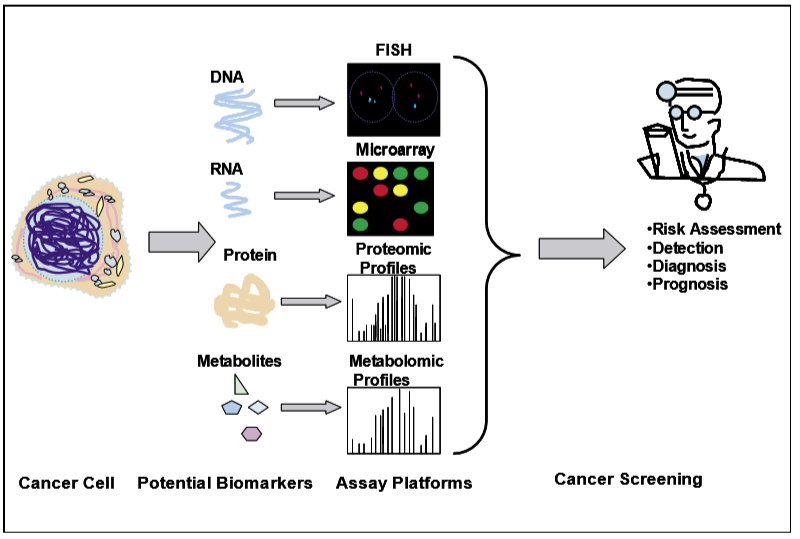 FISH
DNA
Microarray
RNA
Proteomic
Profiles
Protein
Metabolites
Metabolomic
Profiles
•Risk Assessment
•Detection
•Diagnosis
•Prognosis
Cancer Cell
Potential Biomarkers
Assay Platforms
Cancer Screening